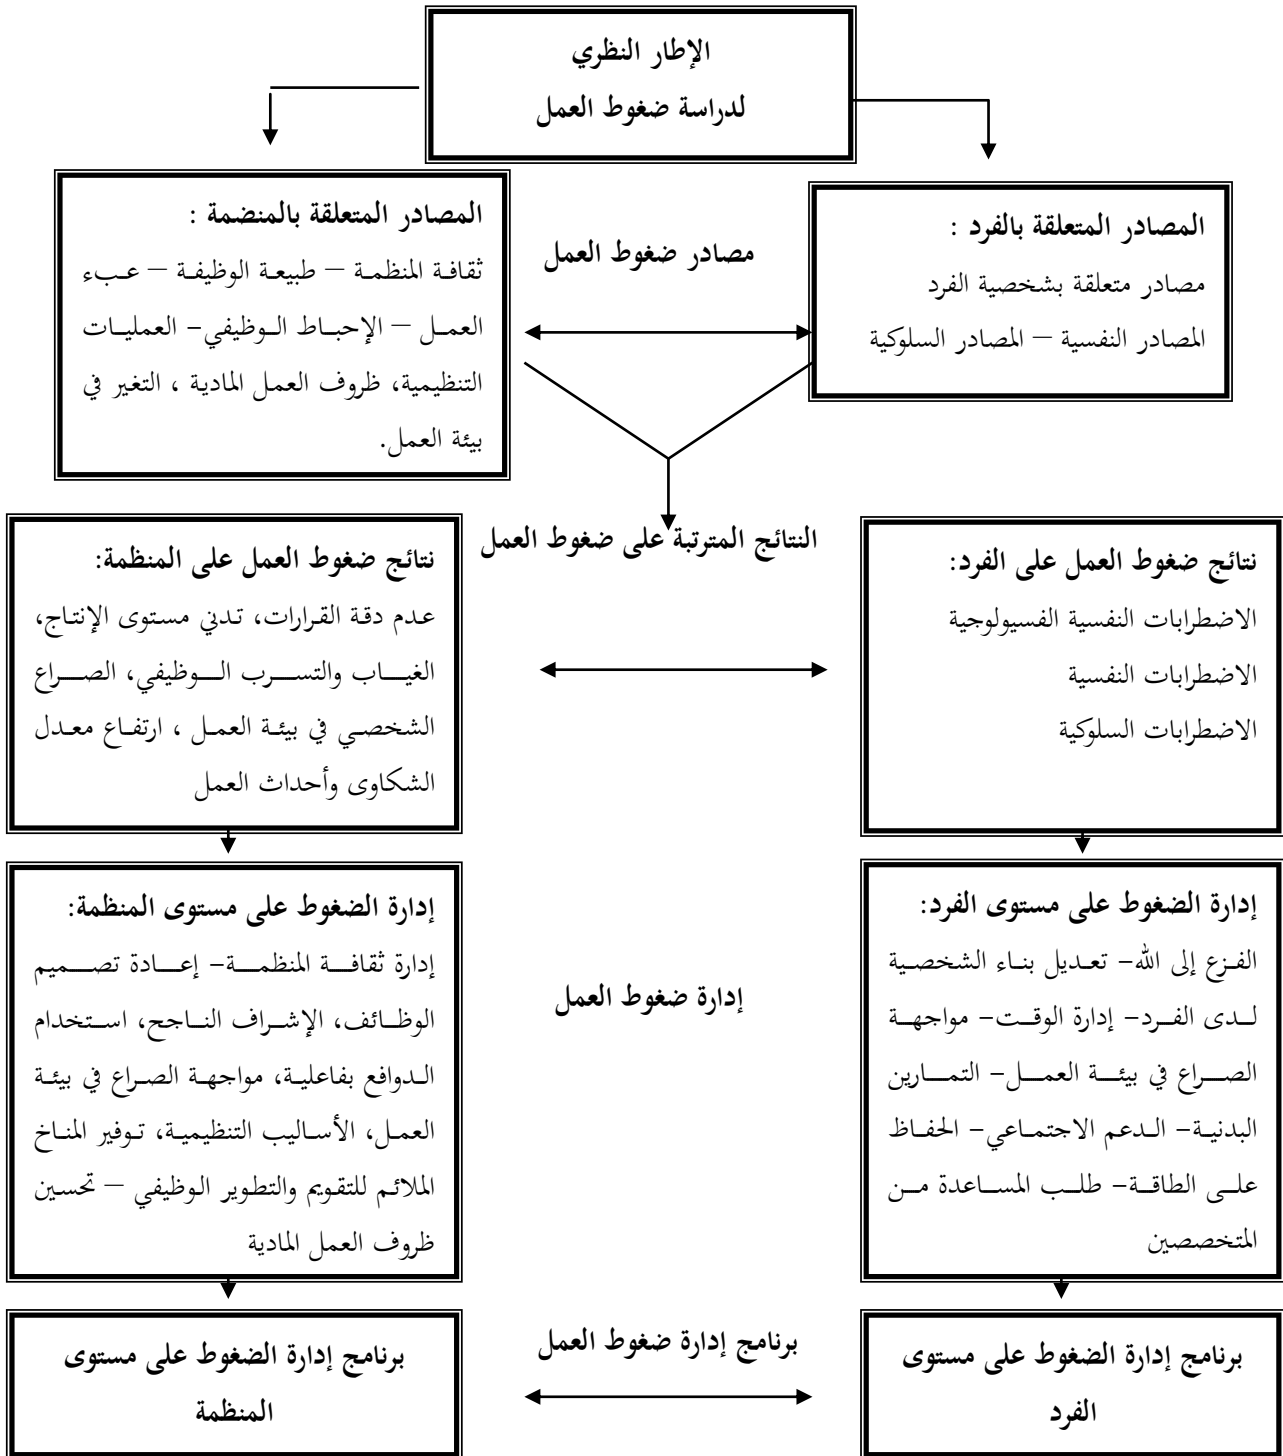 الإطار النظري
لدراسة ضغوط العمل
المصادر المتعلقة بالفرد :
مصادر متعلقة بشخصية الفرد
المصادر النفسية – المصادر السلوكية
مصادر ضغوط العمل
المصادر المتعلقة بالمنضمة :
ثقافة المنظمة – طبيعة الوظيفة – عبء
العمل – الإحباط الوظيفي- العمليات
التنظيمية، ظروف العمل المادية ، التغير في
بيئة العمل.
نتائج ضغوط العمل على الفرد:
الاضطرابات النفسية الفسيولوجية
الاضطرابات النفسية
الاضطرابات السلوكية
النتائج المترتبة على ضغوط العمل
نتائج ضغوط العمل على المنظمة:
عدم دقة القرارات، تدني مستوى الإنتاج،
الغياب والتسرب الوظيفي، الصراع
الشخصي في بيئة العمل ، ارتفاع معدل
الشكاوى وأحداث العمل
إدارة الضغوط على مستوى الفرد:
الفزع إلى الله- تعديل بناء الشخصية
لدى الفرد- إدارة الوقت- مواجهة
الصراع في بيئة العمل- التمارين
البدنية- الدعم الاجتماعي- الحفاظ
على الطاقة- طلب المساعدة من
المتخصصين
إدارة ضغوط العمل
إدارة الضغوط على مستوى المنظمة:
إدارة ثقافة المنظمة- إعادة تصميم
الوظائف، الإشراف الناجح، استخدام
الدوافع بفاعلية، مواجهة الصراع في بيئة
العمل، الأساليب التنظيمية، توفير المناخ
الملائم للتقويم والتطوير الوظيفي – تحسين
ظروف العمل المادية
برنامج إدارة الضغوط على مستوى
الفرد
برنامج إدارة ضغوط العمل
برنامج إدارة الضغوط على مستوى
المنظمة